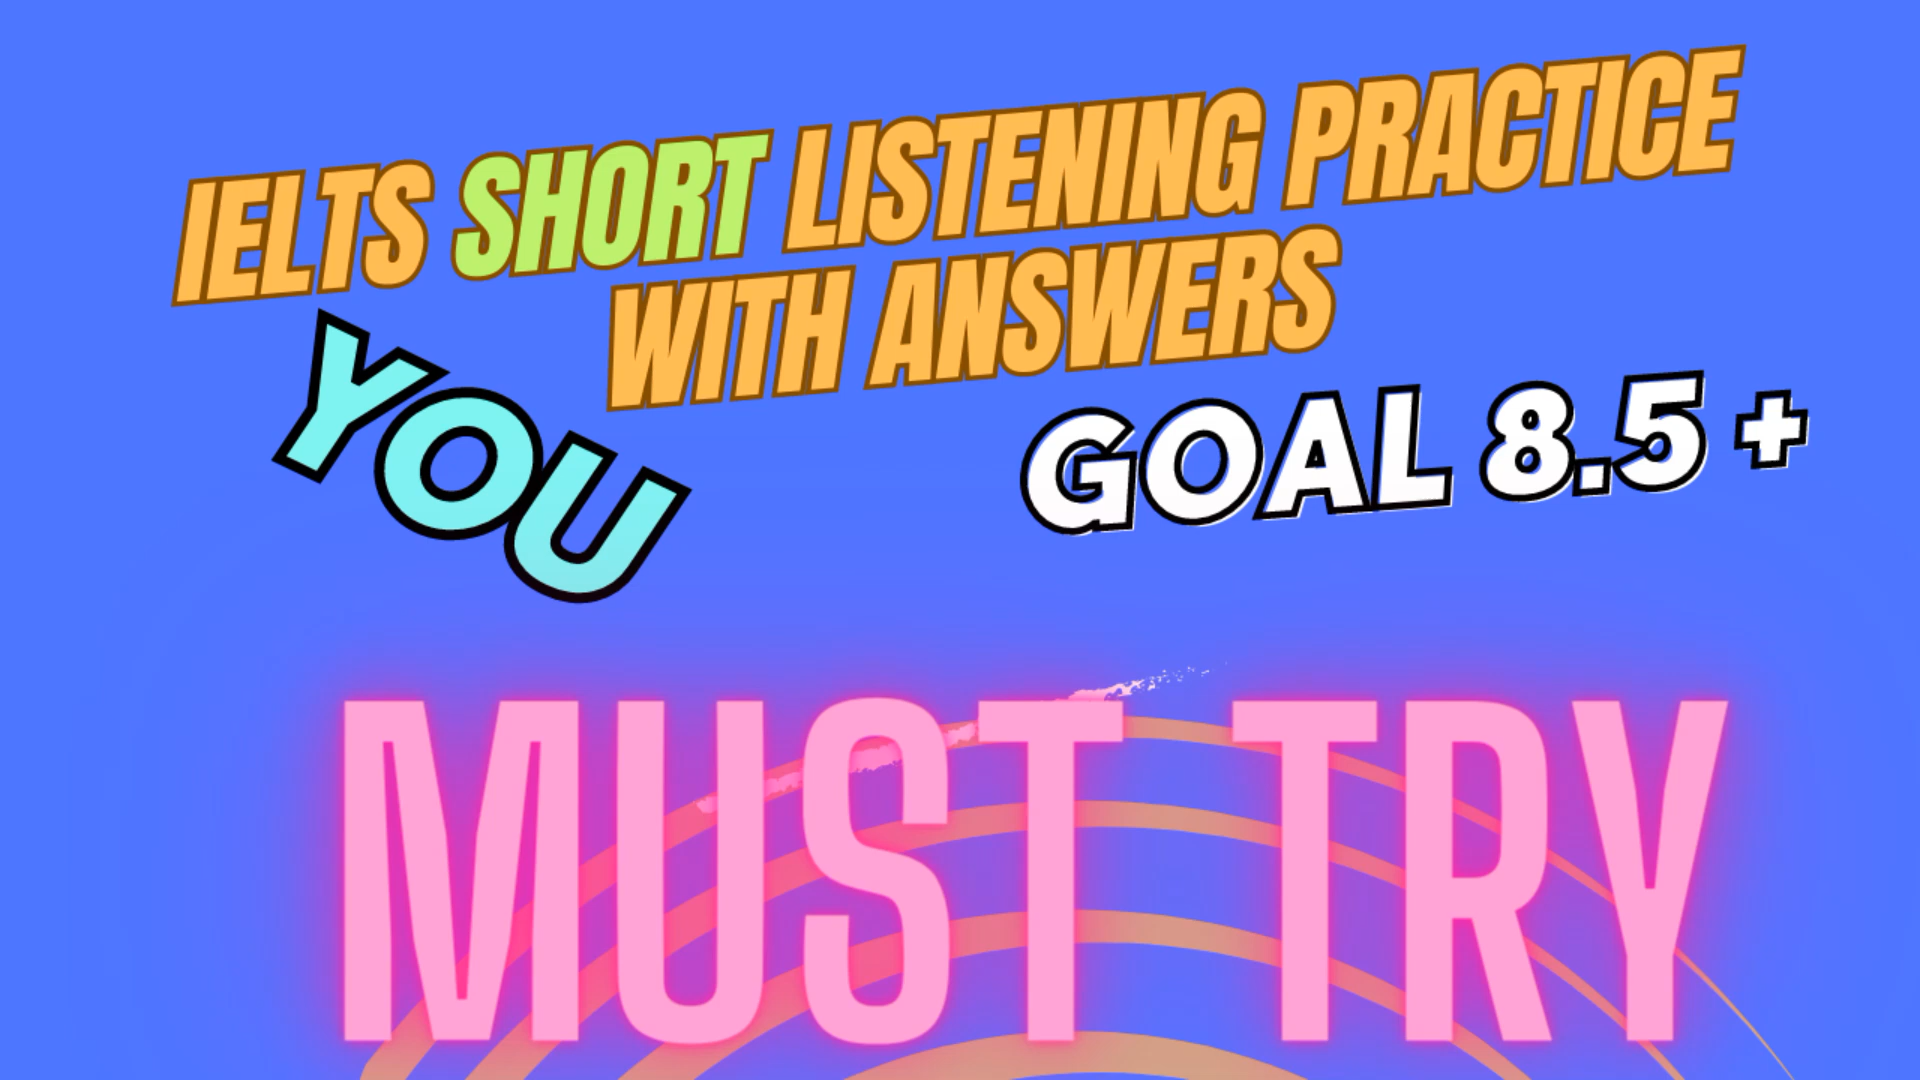 IELTS SHORT LISTENING PRACTICE
WITH ANSWERS
YOU
GOAL 8.5 +
MUST TRY